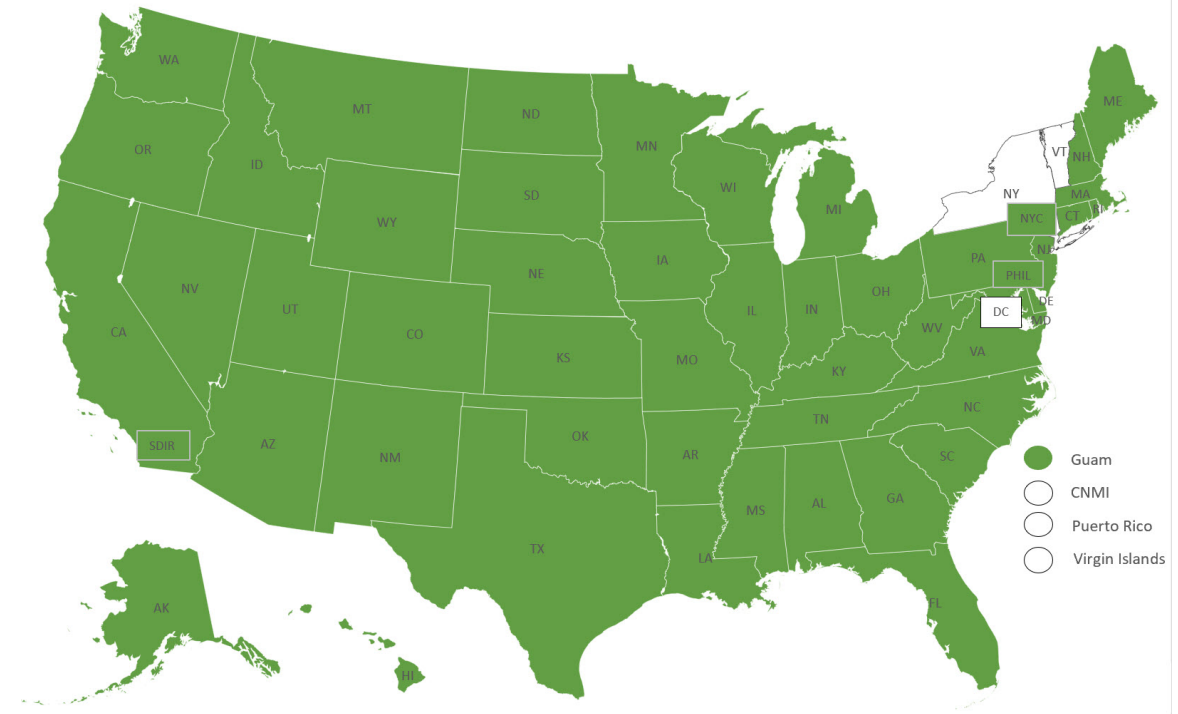 WA
MT
ND
ME
OR
ID
MN
VT
NH
SD
WI
NY
MA
MI
NYC
CT
RI
WY
IA
NJ
PA
NE
PHIL
NV
UT
OH
DE
IL
IN
DC
MD
CA
CO
WV
KS
MO
VA
KY
NC
TN
SDIR
AZ
OK
NM
AR
SC
Guam
GA
CNMI
MS
AL
Puerto Rico
TX
LA
Virgin Islands
AK
FL
HI